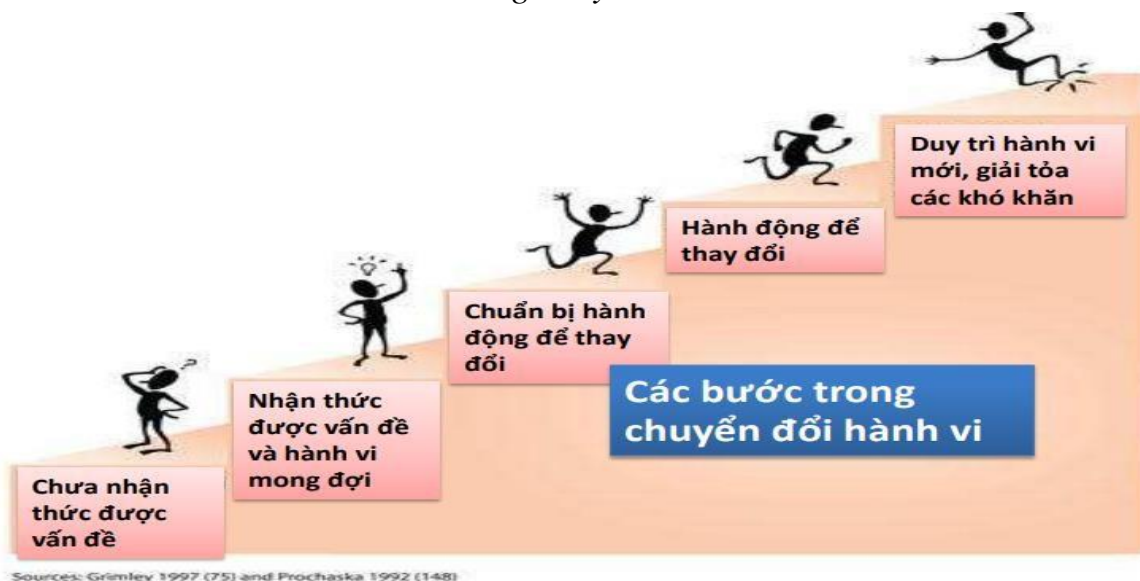 Duy trì hành vi
mới, giải tỏa
các khó khăn
Hành động để
thay đổi
Chuẩn bị hành
động để thay
đổi
Nhận thức
được vấn đề
và hành vi
mong đợi
Chưa nhận
thức được
vấn đề
Các bước trong
chuyển đổi hành vi
Sources: Grimley 1997 (75) and Prochaska 1992 (148)